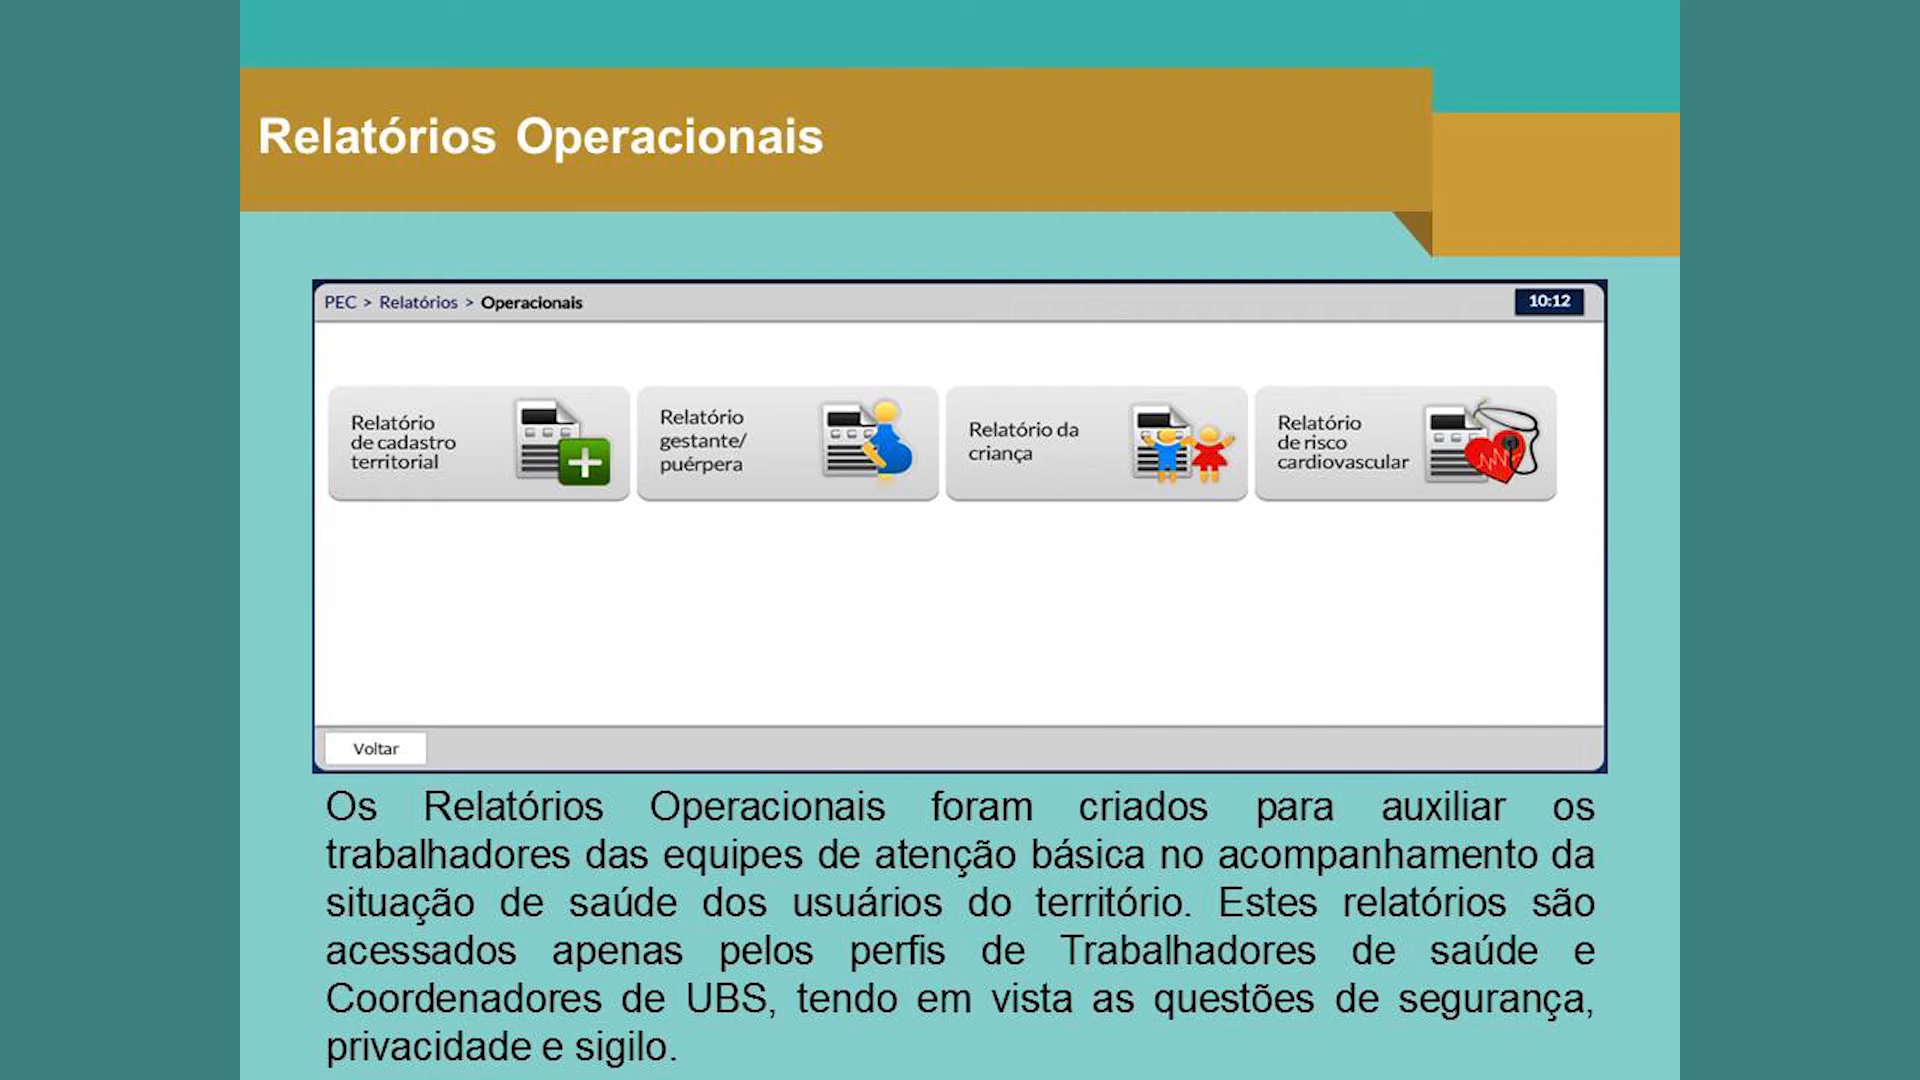 Relatórios Operacionais
PEC > Relatórios > Operacionais
10:12
Relatório
de cadastro
territorial
Relatório
gestante/
puérpera
Relatório da
criança
Relatório
de risco
cardiovascular
Voltar
Os Relatórios Operacionais foram criados para auxiliar os
trabalhadores das equipes de atenção básica no acompanhamento da
situação de saúde dos usuários do território. Estes relatórios são
acessados apenas pelos perfis de Trabalhadores de saúde e
Coordenadores de UBS, tendo em vista as questões de segurança,
privacidade e sigilo.